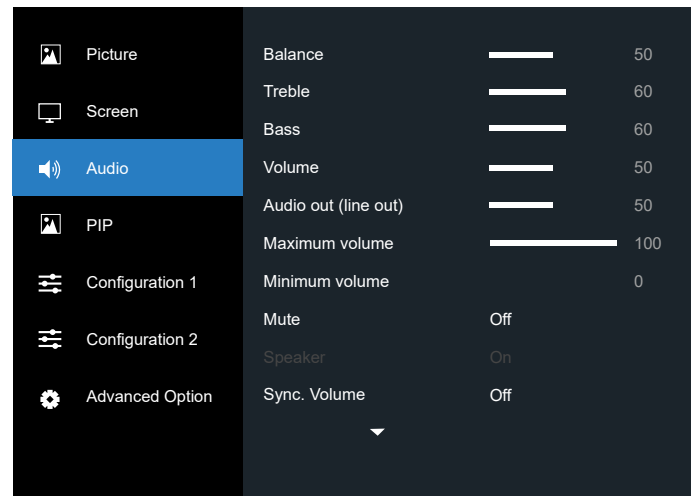 Picture
Screen
Audio
PIP
Configuration 1
Configuration 2
Advanced Option
Balance 50
Treble 60
Bass 60
Volume 50
Audio out (line out) 50
Maximum volume 100
Minimum volume 0
Mute Off
Speaker On
Sync. Volume Off